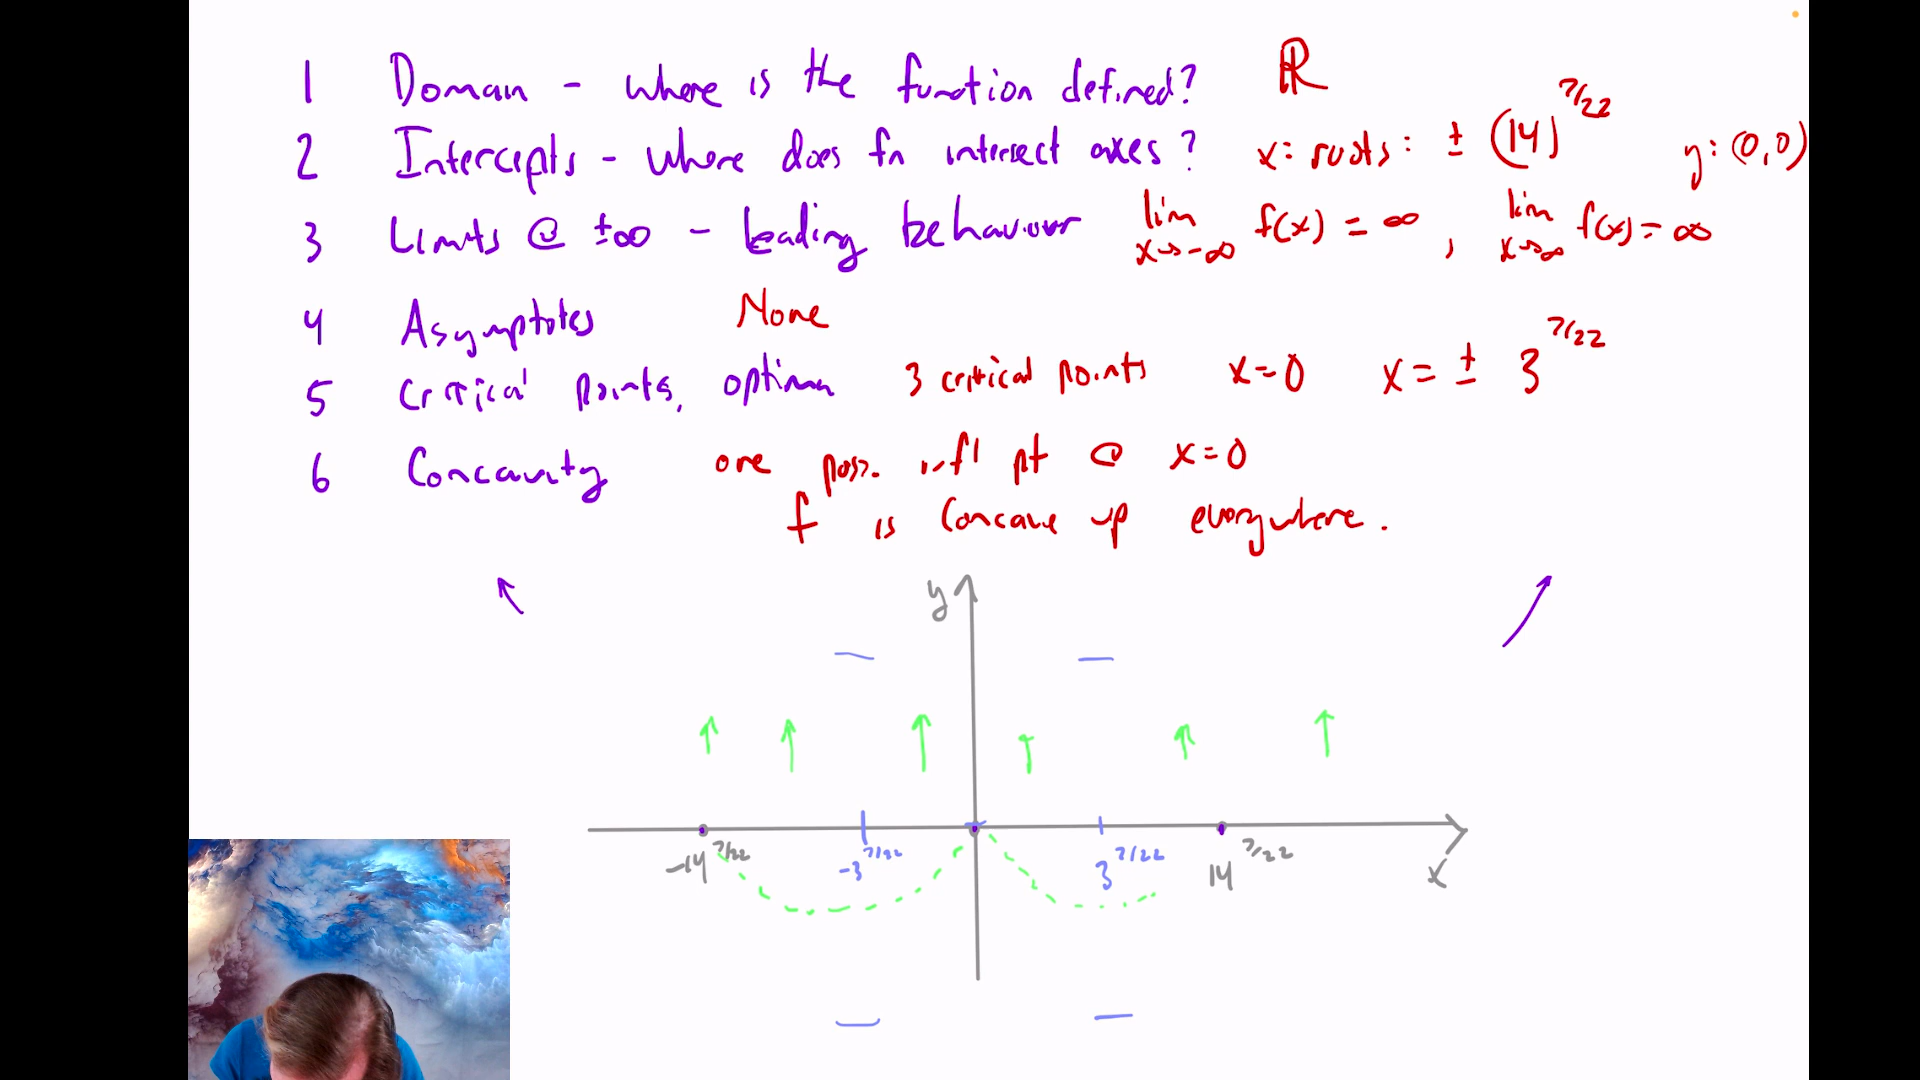 1 Domain - where is the function defined? ℝ
2 Intercepts - where does fn intersect axes? x: roots: ± (14)^7/22 y: (0,0)
3 Limits @ ±∞ - leading behaviour lim x→-∞ f(x) = ∞, lim x→∞ f(x) = ∞
4 Asymptotes None
5 Critical points, optima 3 critical points x=0 x = ± 3^7/22
6 Concavity one poss. infl pt @ x=0
f is concave up everywhere.
y
-14^7/22 -3^7/22 3^7/22 14^7/22 x